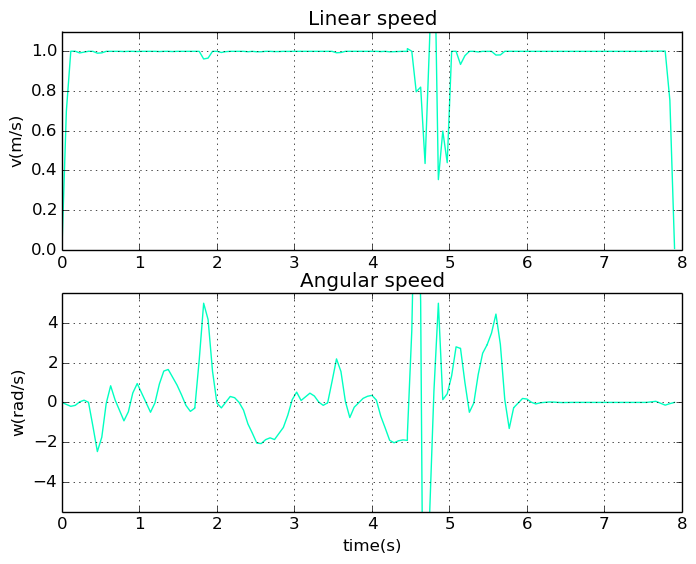 Linear speed
v(m/s)
1.0
0.8
0.6
0.4
0.2
0.0
0 1 2 3 4 5 6 7 8
Angular speed
w(rad/s)
4
2
0
−2
−4
0 1 2 3 4 5 6 7 8
time(s)